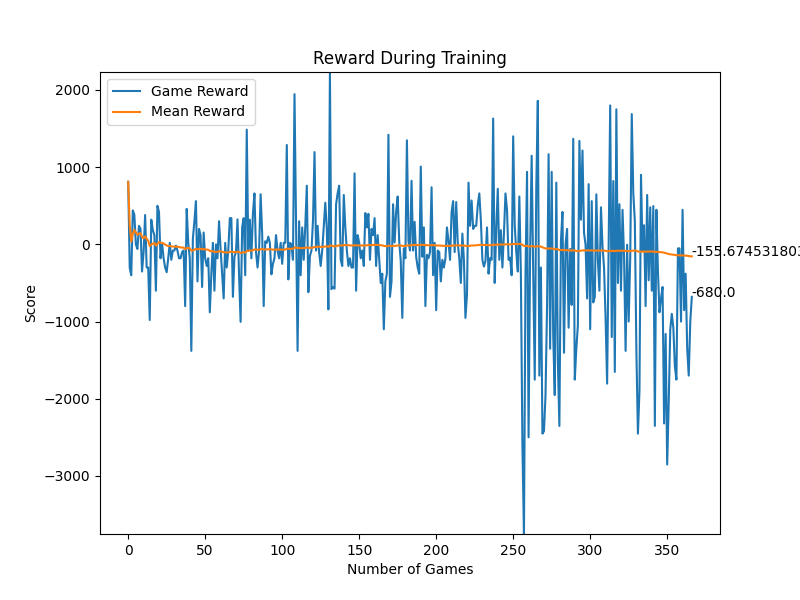 Reward During Training
Game Reward
Mean Reward
2000
1000
0
−1000
−2000
−3000
Score
-155.674531803
-680.0
0 50 100 150 200 250 300 350
Number of Games